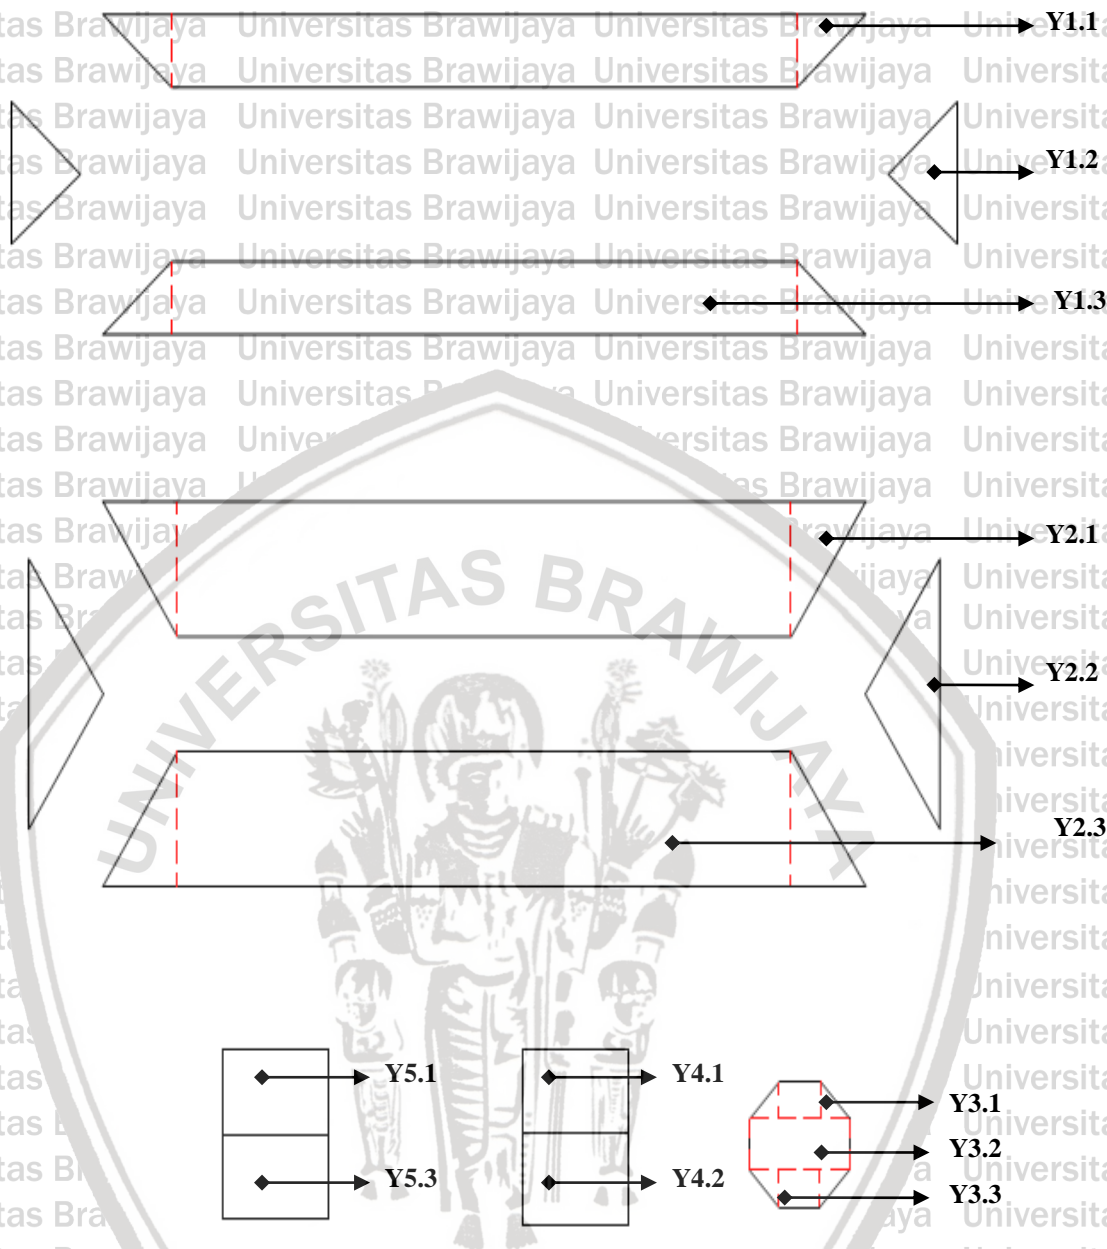 Y1.1
Y1.2
Y1.3
Y2.1
Y2.2
Y2.3
Y5.1
Y4.1
Y3.1
Y3.2
Y5.3
Y4.2
Y3.3
UNIVERSITAS BRAWIJAYA
Universitas Brawijaya